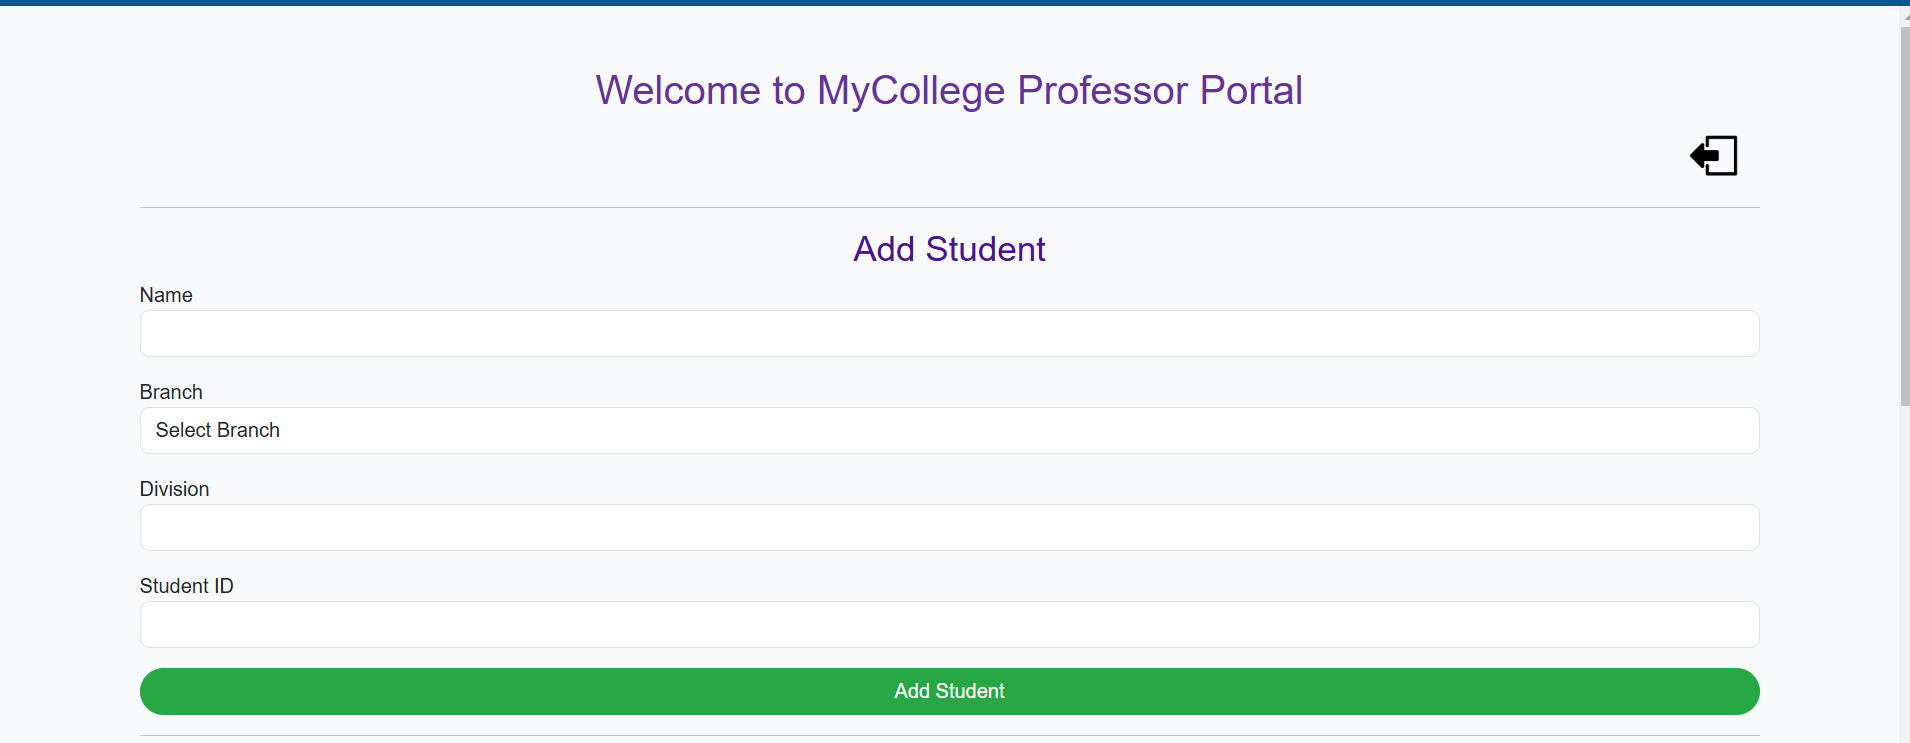 Welcome to MyCollege Professor Portal
Add Student
Name
Branch
Select Branch
Division
Student ID
Add Student